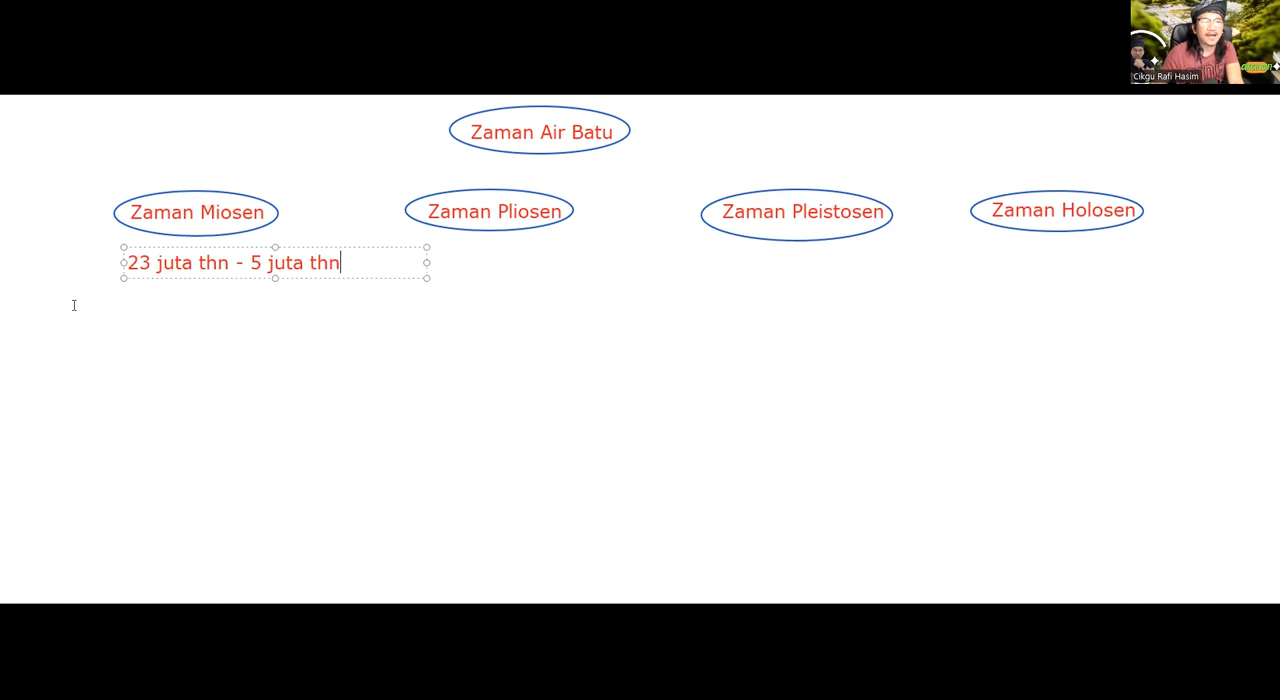 Cikgu Rafi Hasim
Zaman Air Batu
Zaman Miosen
Zaman Pliosen
Zaman Pleistosen
Zaman Holosen
23 juta thn - 5 juta thn